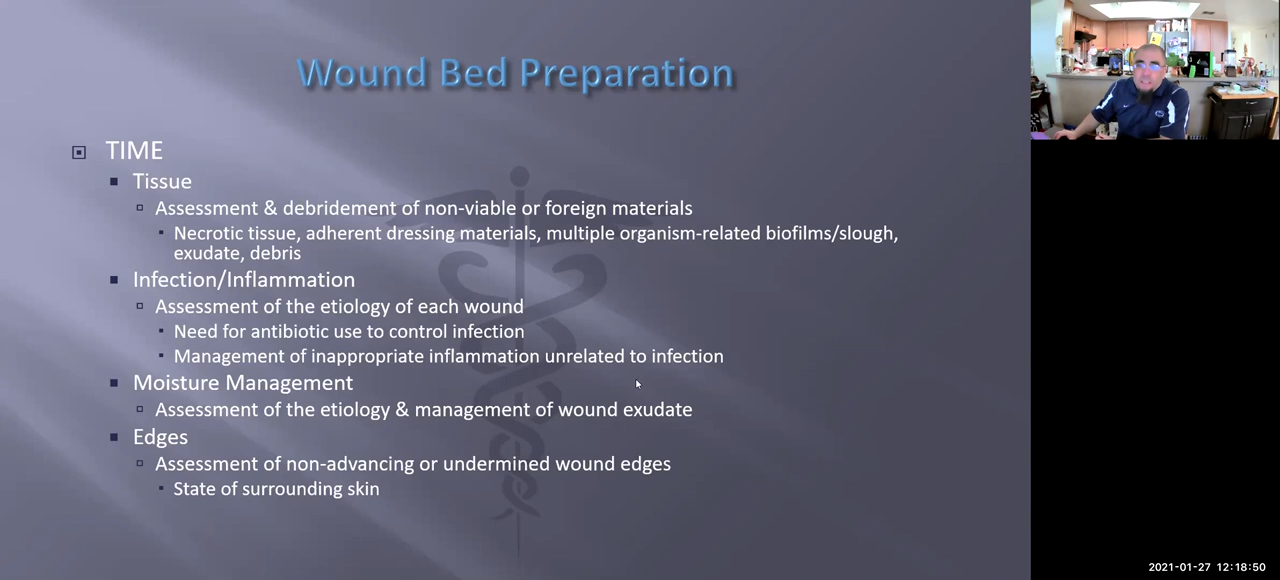 Wound Bed Preparation
TIME
Tissue
Assessment & debridement of non-viable or foreign materials
Necrotic tissue, adherent dressing materials, multiple organism-related biofilms/slough,
exudate, debris
Infection/Inflammation
Assessment of the etiology of each wound
Need for antibiotic use to control infection
Management of inappropriate inflammation unrelated to infection
Moisture Management
Assessment of the etiology & management of wound exudate
Edges
Assessment of non-advancing or undermined wound edges
State of surrounding skin
2021-01-27 12:18:50